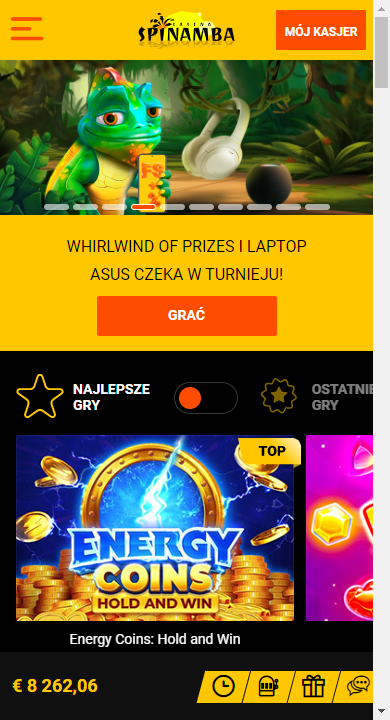 CASINO
SPINAMBA
MÓJ KASJER
FS
WHIRLWIND OF PRIZES I LAPTOP
ASUS CZEKA W TURNIEJU!
GRAĆ
NAJLEPSZE
GRY
OSTATNIE
GRY
TOP
ENERGY
COINS
HOLD AND WIN
Energy Coins: Hold and Win
€ 8 262,06